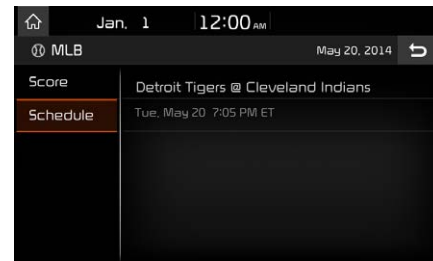 Jan. 1 12:00 AM
MLB May 20, 2014
Score
Detroit Tigers @ Cleveland Indians
Schedule
Tue, May 20 7:05 PM ET